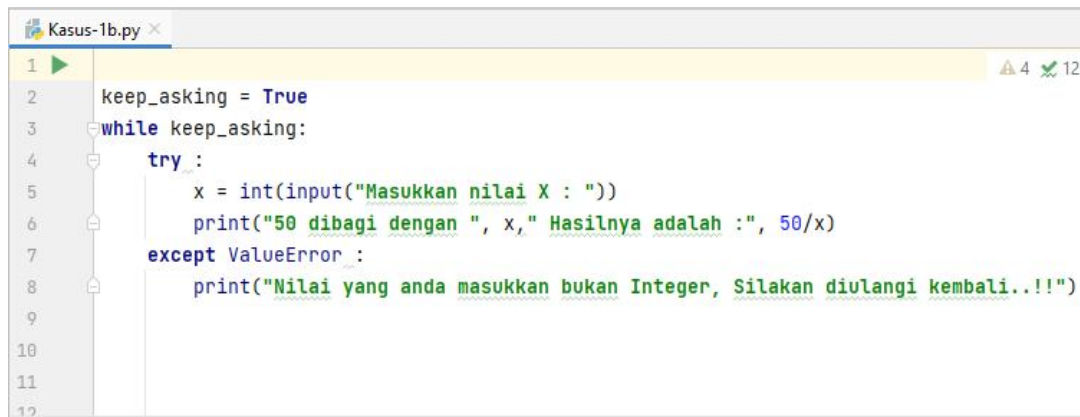 Kasus-1b.py
1 4 12
2 keep_asking = True
3 while keep_asking:
4     try :
5         x = int(input("Masukkan nilai X : "))
6         print("50 dibagi dengan ", x," Hasilnya adalah :", 50/x)
7     except ValueError :
8         print("Nilai yang anda masukkan bukan Integer, Silakan diulangi kembali..!!")
9
10
11
12